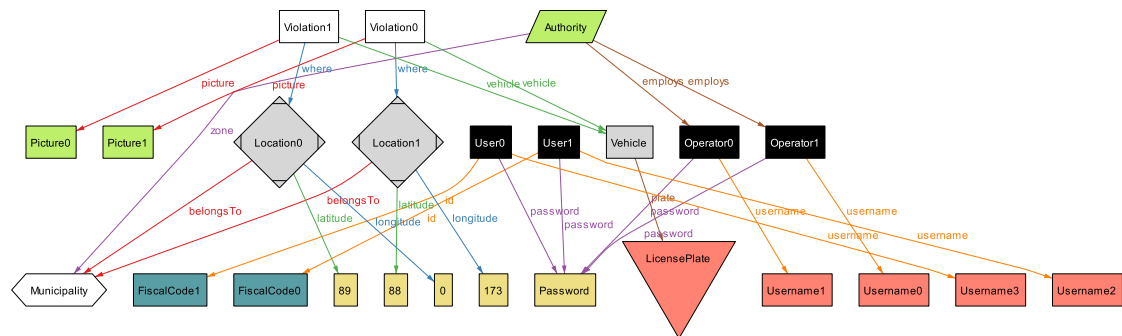 Violation1
Violation0
Authority
where
where
employs
employs
picture
picture
vehicle
vehicle
zone
Picture0
Picture1
Location0
Location1
User0
User1
Vehicle
Operator0
Operator1
belongsTo
belongsTo
latitude
latitude
longitude
longitude
id
id
password
password
plate
password
password
username
username
username
username
Municipality
FiscalCode1
FiscalCode0
89
88
0
173
Password
LicensePlate
Username1
Username0
Username3
Username2